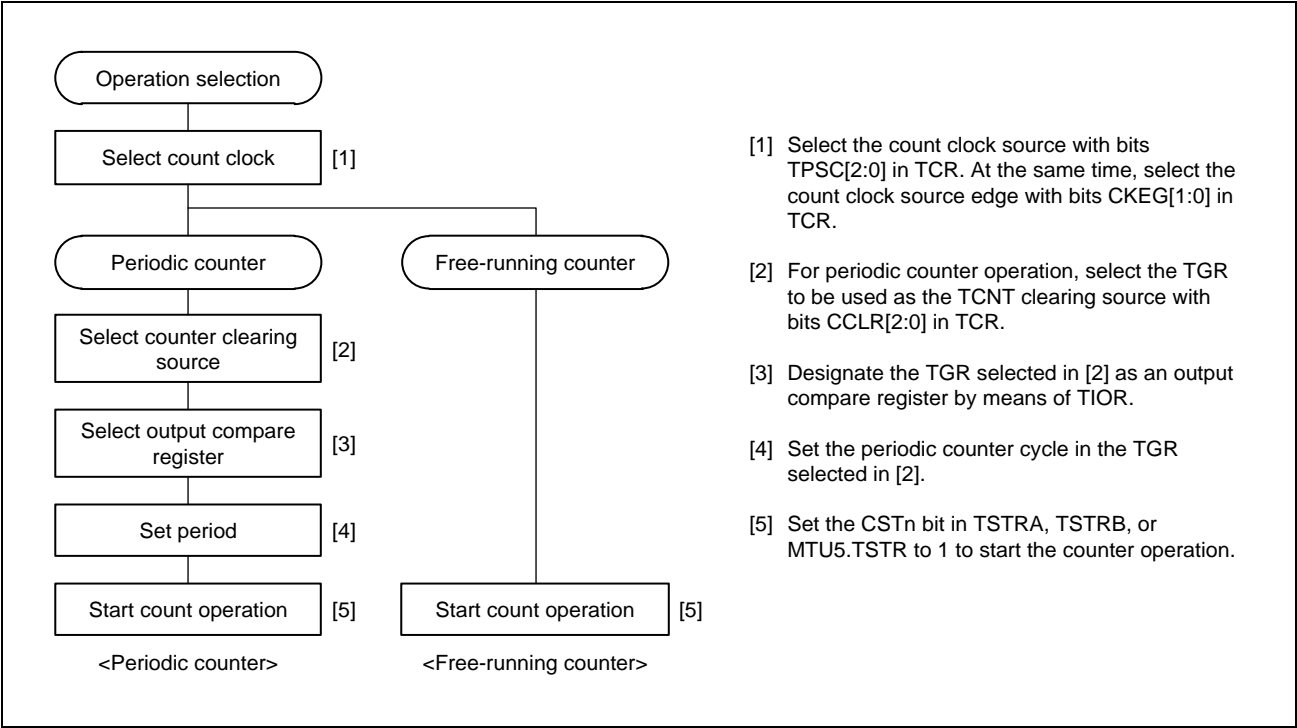 Operation selection
Select count clock
[1]
Periodic counter
Free-running counter
Select counter clearing
source
[2]
Select output compare
register
[3]
Set period
[4]
Start count operation
[5]
Start count operation
[5]
<Periodic counter>
<Free-running counter>
[1] Select the count clock source with bits
TPSC[2:0] in TCR. At the same time, select the
count clock source edge with bits CKEG[1:0] in
TCR.
[2] For periodic counter operation, select the TGR
to be used as the TCNT clearing source with
bits CCLR[2:0] in TCR.
[3] Designate the TGR selected in [2] as an output
compare register by means of TIOR.
[4] Set the periodic counter cycle in the TGR
selected in [2].
[5] Set the CSTn bit in TSTRA, TSTRB, or
MTU5.TSTR to 1 to start the counter operation.